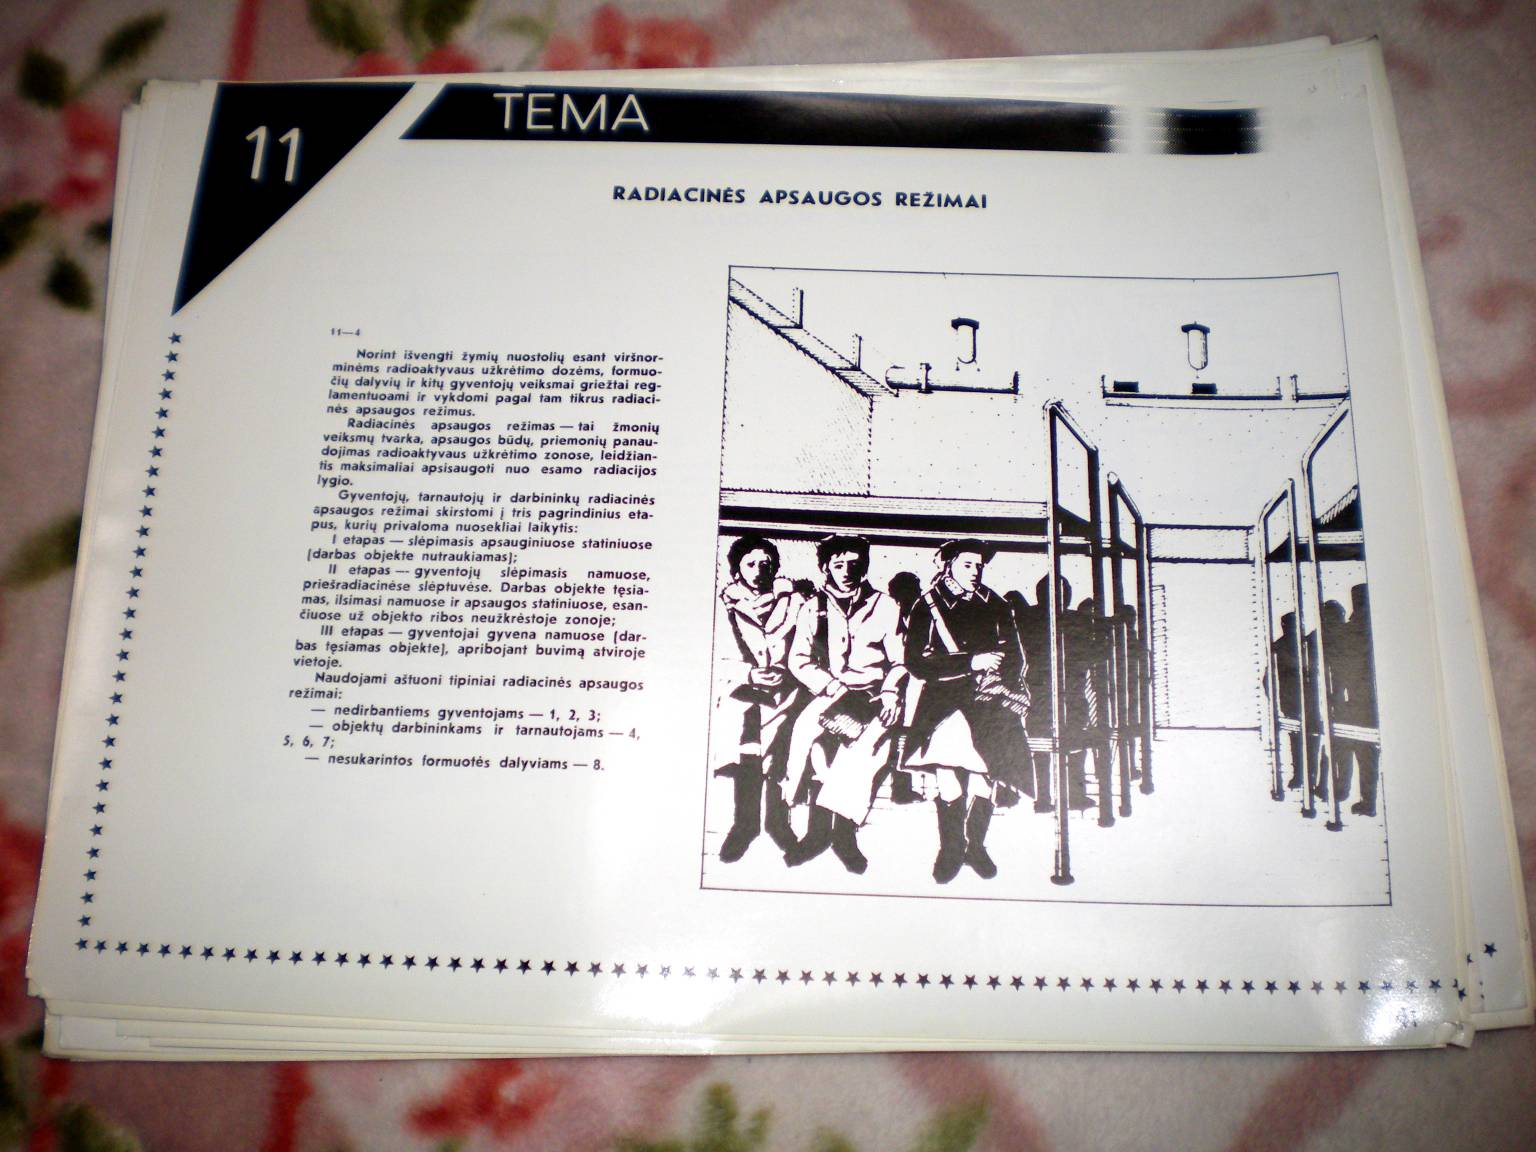 11
TEMA
RADIACINĖS APSAUGOS REŽIMAI
11—4
Norint išvengti žymių nuostolių esant viršnor-
minėms radioaktyvaus užkrėtimo dozėms, formuo-
čių dalyvių ir kitų gyventojų veiksmai griežtai reg-
lamentuoami ir vykdomi pagal tam tikrus radiaci-
nės apsaugos režimus.
Radiacinės apsaugos režimas — tai žmonių
veiksmų tvarka, apsaugos būdų, priemonių panau-
dojimas radioaktyvaus užkrėtimo zonose, leidžian-
tis maksimaliai apsisaugoti nuo esamo radiacijos
lygio.
Gyventojų, tarnautojų ir darbininkų radiacinės
apsaugos režimai skirstomi į tris pagrindinius eta-
pus, kurių privaloma nuosekliai laikytis:
I etapas — slėpimasis apsauginiuose statiniuose
(darbas objekte nutraukiamas);
II etapas — gyventojų slėpimasis namuose,
priešradiacinėse slėptuvėse. Darbas objekte tęsia-
mas, ilsimasi namuose ir apsaugos statiniuose, esan-
čiuose už objekto ribos neužkrėstoje zonoje;
III etapas — gyventojai gyvena namuose (dar-
bas tęsiamas objekte), apribojant buvimą atviroje
vietoje.
Naudojami aštuoni tipiniai radiacinės apsaugos
režimai:
— nedirbantiems gyventojams — 1, 2, 3;
— objektų darbininkams ir tarnautojams — 4,
5, 6, 7;
— nesukarintos formuotės dalyviams — 8.